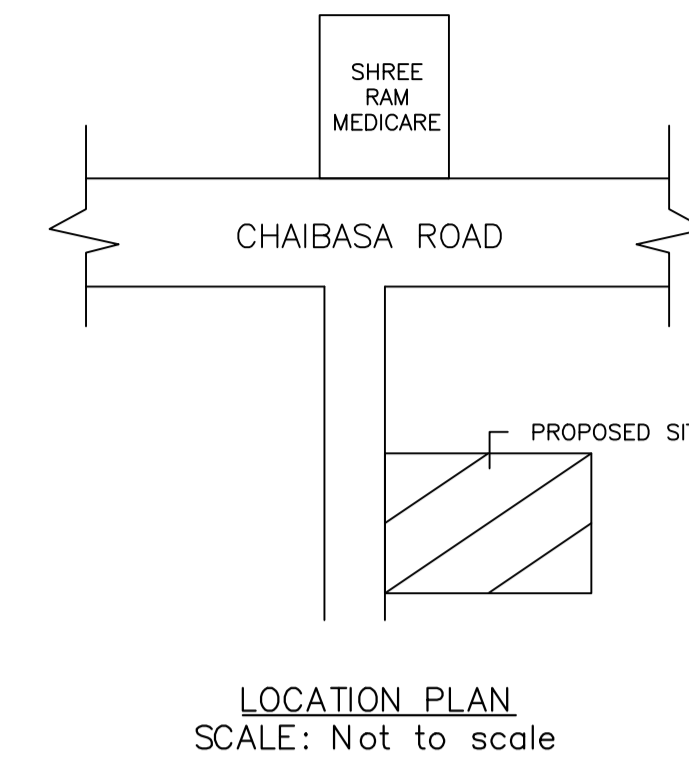 SHREE
RAM
MEDICARE
CHAIBASA ROAD
PROPOSED
LOCATION PLAN
SCALE: Not to scale